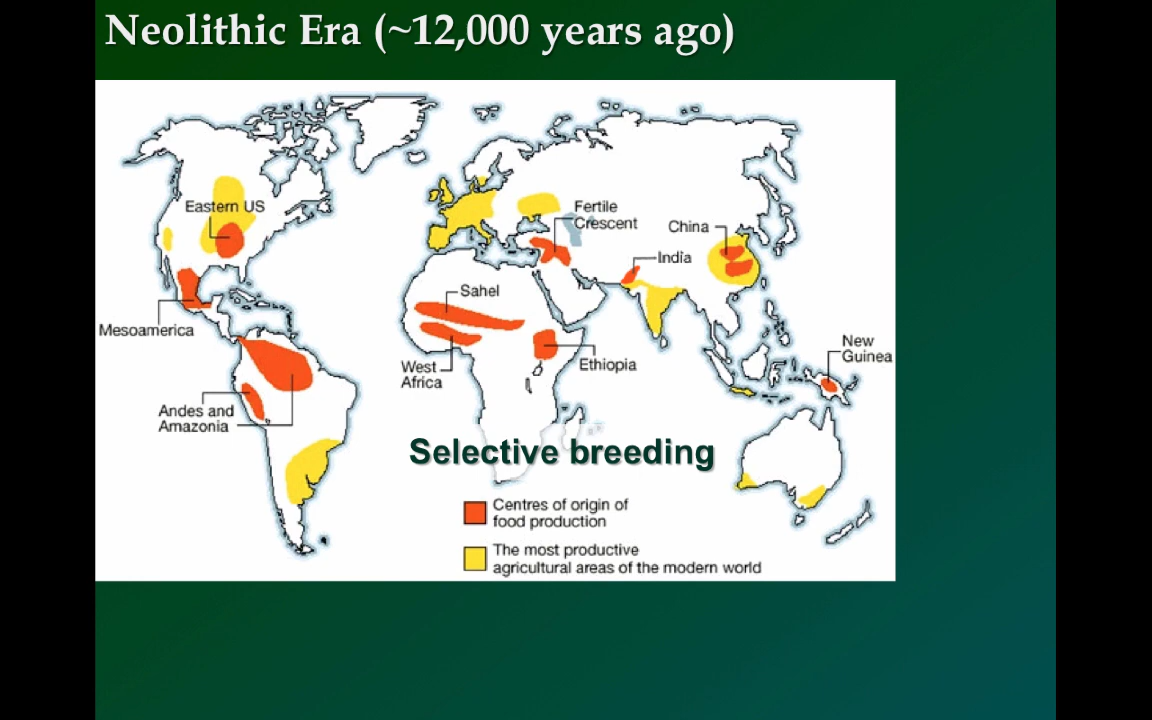 Neolithic Era (~12,000 years ago)
Eastern US
Fertile
Crescent
China
India
Sahel
Mesoamerica
New
Guinea
West
Africa
Ethiopia
Andes and
Amazonia
Selective breeding
Centres of origin of
food production
The most productive
agricultural areas of the modern world